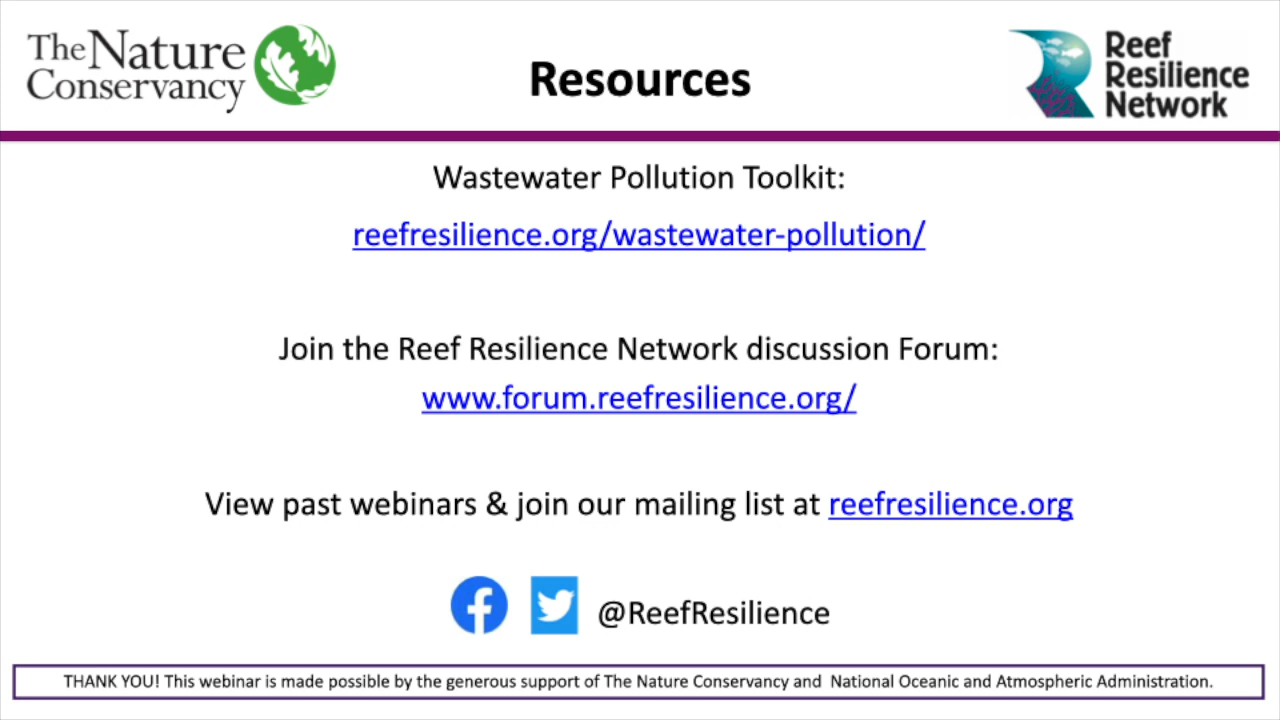 The Nature
Conservancy
Resources
Reef
Resilience
Network
Wastewater Pollution Toolkit:
reefresilience.org/wastewater-pollution/
Join the Reef Resilience Network discussion Forum:
www.forum.reefresilience.org/
View past webinars & join our mailing list at reefresilience.org
@ReefResilience
THANK YOU! This webinar is made possible by the generous support of The Nature Conservancy and  National Oceanic and Atmospheric Administration.